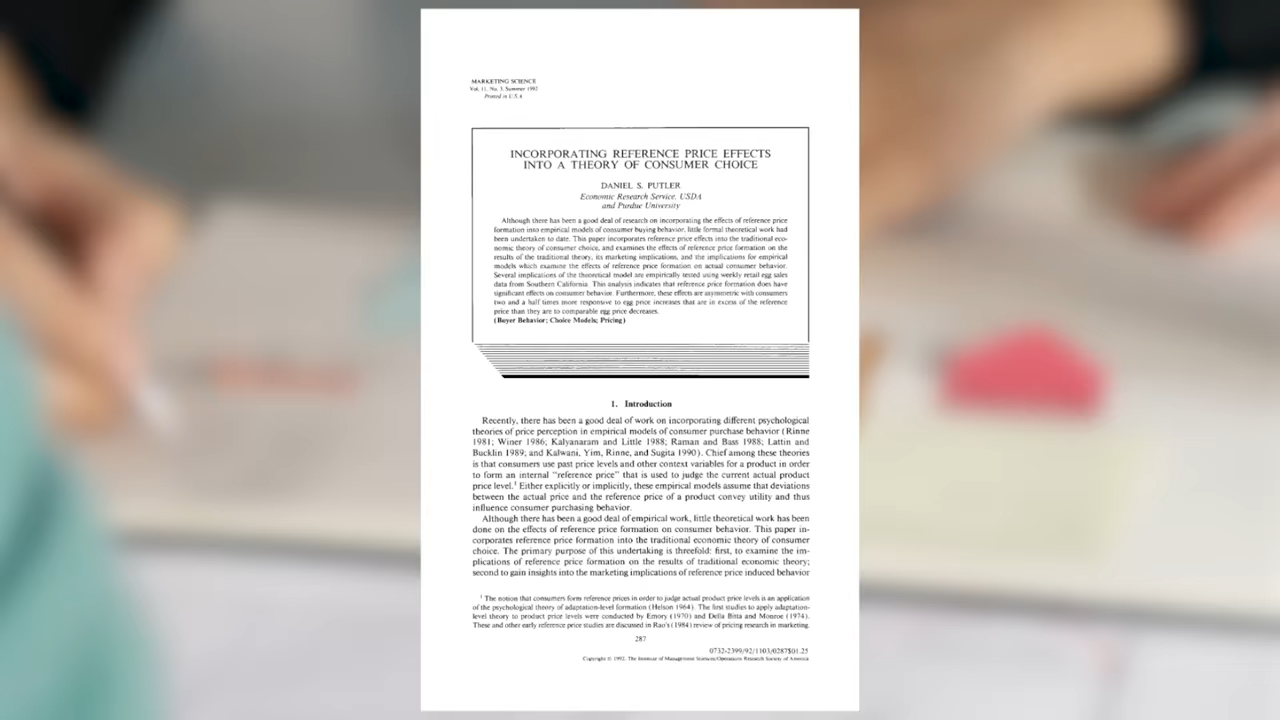 MARKETING SCIENCE
Vol. 11, No. 3, Summer 1992
Printed in U.S.A.
INCORPORATING REFERENCE PRICE EFFECTS
INTO A THEORY OF CONSUMER CHOICE
DANIEL S. PUTLER
Economic Research Service, USDA
and Purdue University
Although there has been a good deal of research on incorporating the effects of reference price
formation into empirical models of consumer buying behavior, little formal theoretical work had
been undertaken to date. This paper incorporates reference price effects into the traditional eco-
nomic theory of consumer choice, and examines the effects of reference price formation on the
results of the traditional theory, its marketing implications, and the implications for empirical
models which examine the effects of reference price formation on actual consumer behavior.
Several implications of the theoretical model are empirically tested using weekly retail egg sales
data from Southern California. This analysis indicates that reference price formation does have
significant effects on consumer behavior. Furthermore, these effects are asymmetric with consumers
two and a half times more responsive to egg price increases that are in excess of the reference
price than they are to comparable egg price decreases.
(Buyer Behavior; Choice Models; Pricing)
1. Introduction
Recently, there has been a good deal of work on incorporating different psychological
theories of price perception in empirical models of consumer purchase behavior (Rinne
1981; Winer 1986; Kalyanaram and Little 1988; Raman and Bass 1988; Lattin and
Bucklin 1989; and Kalwani, Yim, Rinne, and Sugita 1990). Chief among these theories
is that consumers use past price levels and other context variables for a product in order
to form an internal "reference price" that is used to judge the current actual product
price level.¹ Either explicitly or implicitly, these empirical models assume that deviations
between the actual price and the reference price of a product convey utility and thus
influence consumer purchasing behavior.
Although there has been a good deal of empirical work, little theoretical work has been
done on the effects of reference price formation on consumer behavior. This paper in-
corporates reference price formation into the traditional economic theory of consumer
choice. The primary purpose of this undertaking is threefold: first, to examine the im-
plications of reference price formation on the results of traditional economic theory;
second to gain insights into the marketing implications of reference price induced behavior
¹ The notion that consumers form reference prices in order to judge actual product price levels is an application
of the psychological theory of adaptation-level formation (Helson 1964). The first studies to apply adaptation-
level theory to product price levels were conducted by Emory (1970) and Della Bitta and Monroe (1974).
These and other early reference price studies are discussed in Rao's (1984) review of pricing research in marketing.
287
0732-2399/92/1103/0287$01.25
Copyright © 1992, The Institute of Management Sciences/Operations Research Society of America